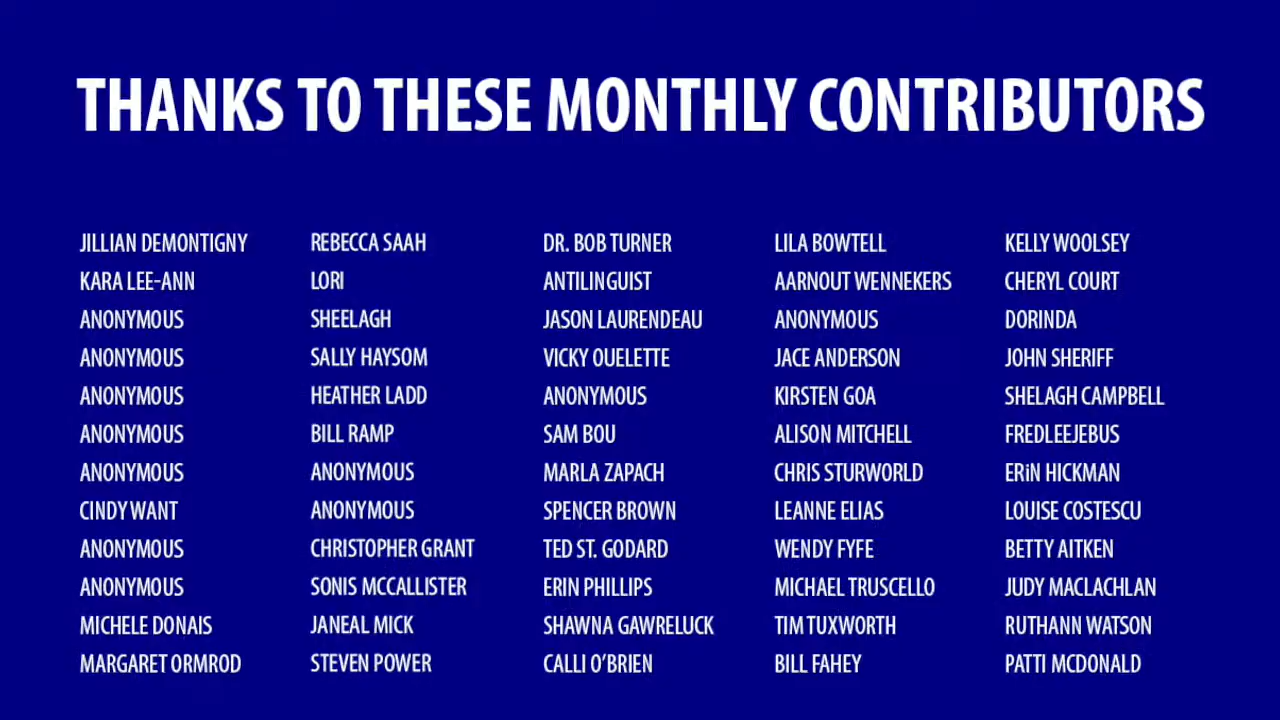 THANKS TO THESE MONTHLY CONTRIBUTORS
JILLIAN DEMONTIGNY
KARA LEE-ANN
ANONYMOUS
ANONYMOUS
ANONYMOUS
ANONYMOUS
ANONYMOUS
CINDY WANT
ANONYMOUS
ANONYMOUS
MICHELE DONAIS
MARGARET ORMROD
REBECCA SAAH
LORI
SHEELAGH
SALLY HAYSOM
HEATHER LADD
BILL RAMP
ANONYMOUS
ANONYMOUS
CHRISTOPHER GRANT
SONIS MCCALLISTER
JANEAL MICK
STEVEN POWER
DR. BOB TURNER
ANTILINGUIST
JASON LAURENDEAU
VICKY OUELETTE
ANONYMOUS
SAM BOU
MARLA ZAPACH
SPENCER BROWN
TED ST. GODARD
ERIN PHILLIPS
SHAWNA GAWRELUCK
CALLI O’BRIEN
LILA BOWTELL
AARNOUT WENNEKERS
ANONYMOUS
JACE ANDERSON
KIRSTEN GOA
ALISON MITCHELL
CHRIS STURWORLD
LEANNE ELIAS
WENDY FYFE
MICHAEL TRUSCELLO
TIM TUXWORTH
BILL FAHEY
KELLY WOOLSEY
CHERYL COURT
DORINDA
JOHN SHERIFF
SHELAGH CAMPBELL
FREDLEEJEBUS
ERiN HICKMAN
LOUISE COSTESCU
BETTY AITKEN
JUDY MACLACHLAN
RUTHANN WATSON
PATTI MCDONALD